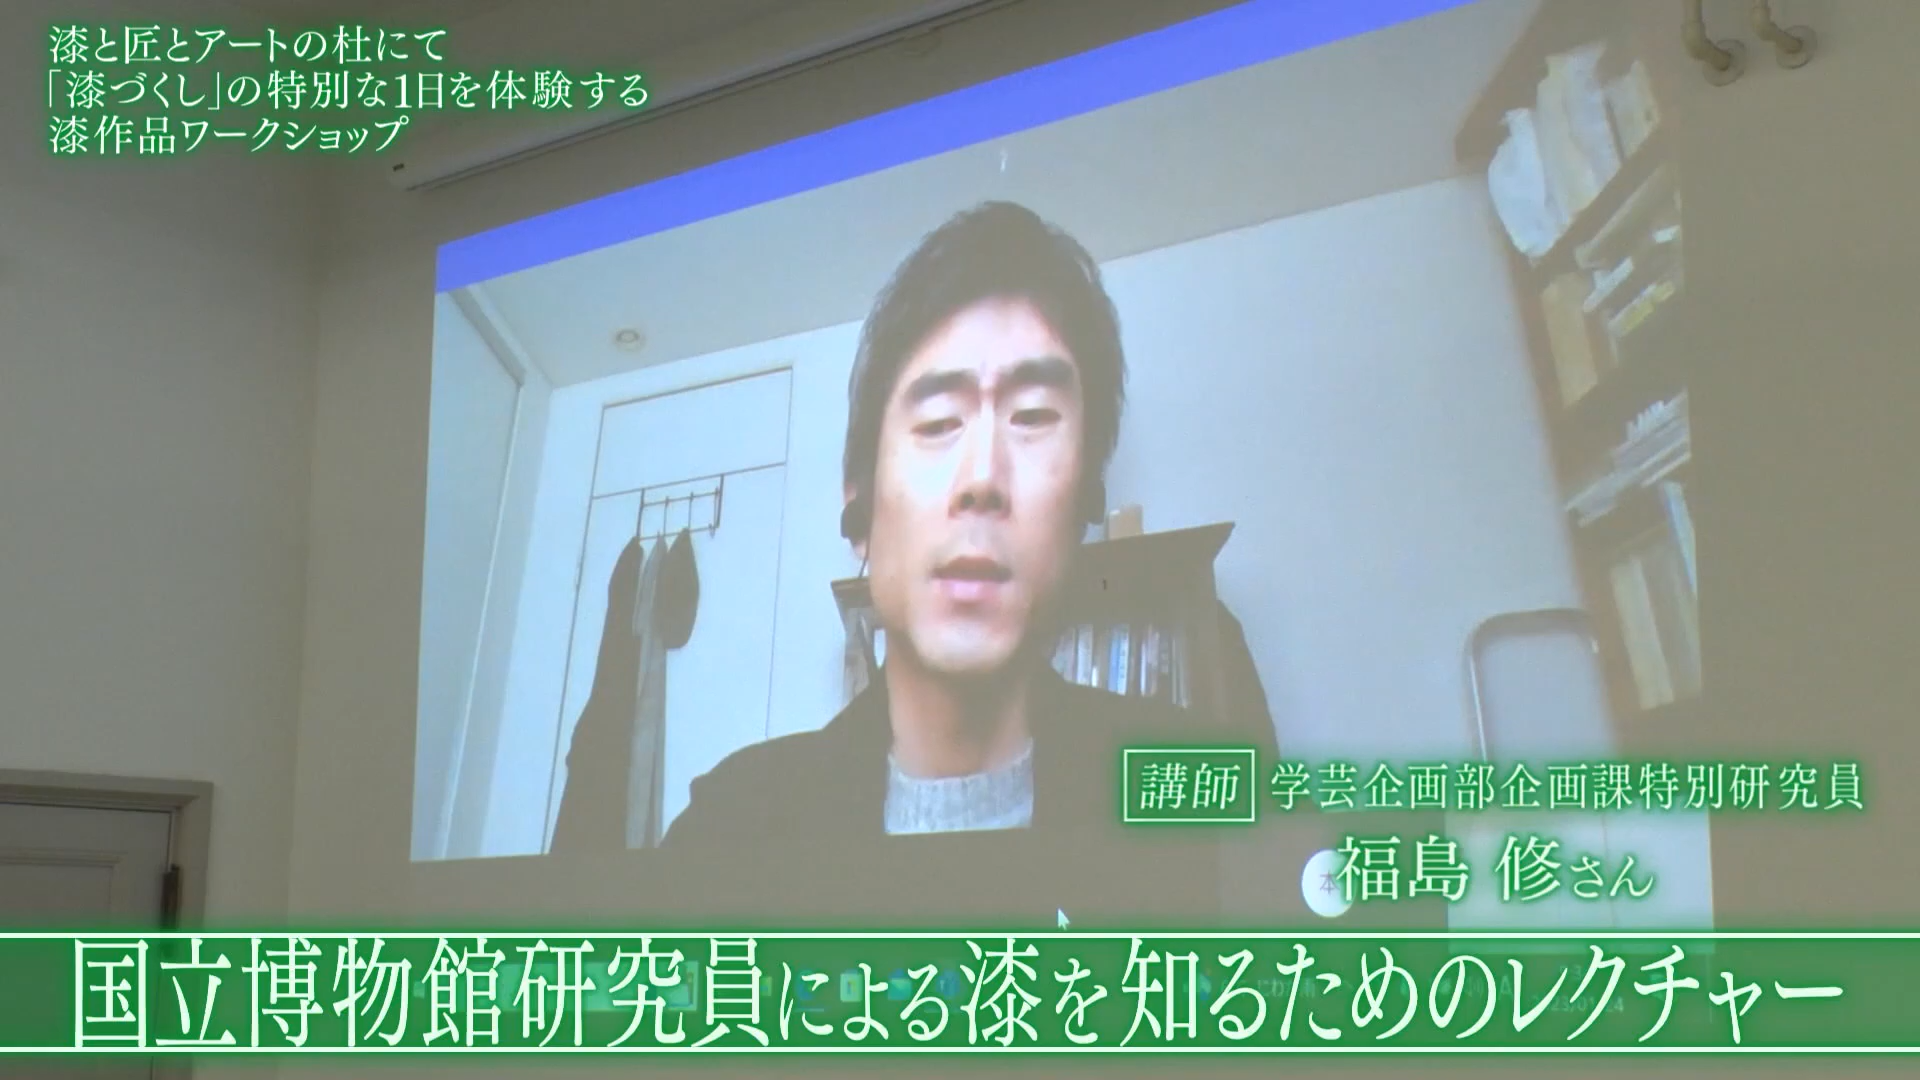 漆と匠とアートの杜にて
「漆づくし」の特別な1日を体験する
漆作品ワークショップ
講師 学芸企画部企画課特別研究員
福島 修さん
本
国立博物館研究員による漆を知るためのレクチャー